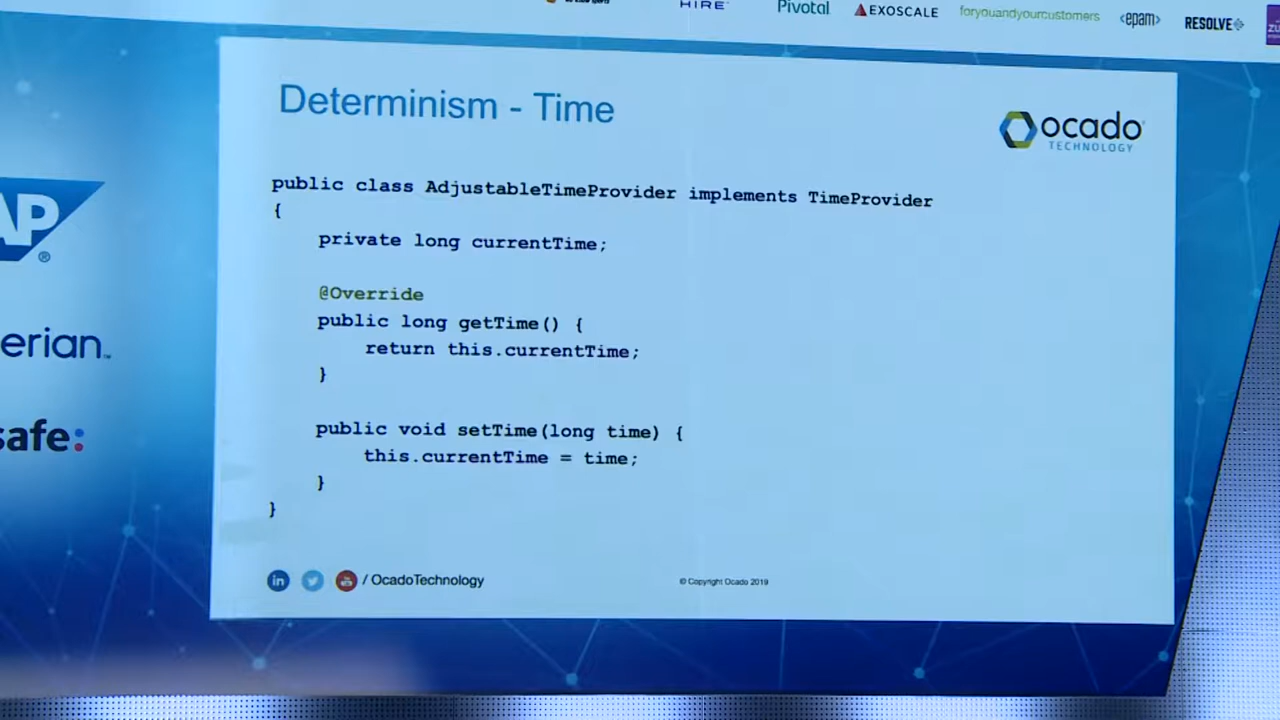 HIRE
Pivotal
EXOSCALE
foryouandyourcustomers
<epam>
RESOLVE
Determinism - Time
ocado
TECHNOLOGY
AP
®
erian.
safe:
public class AdjustableTimeProvider implements TimeProvider
{
private long currentTime;
@Override
public long getTime() {
return this.currentTime;
}
public void setTime(long time) {
this.currentTime = time;
}
}
in
/ OcadoTechnology
© Copyright Ocado 2019